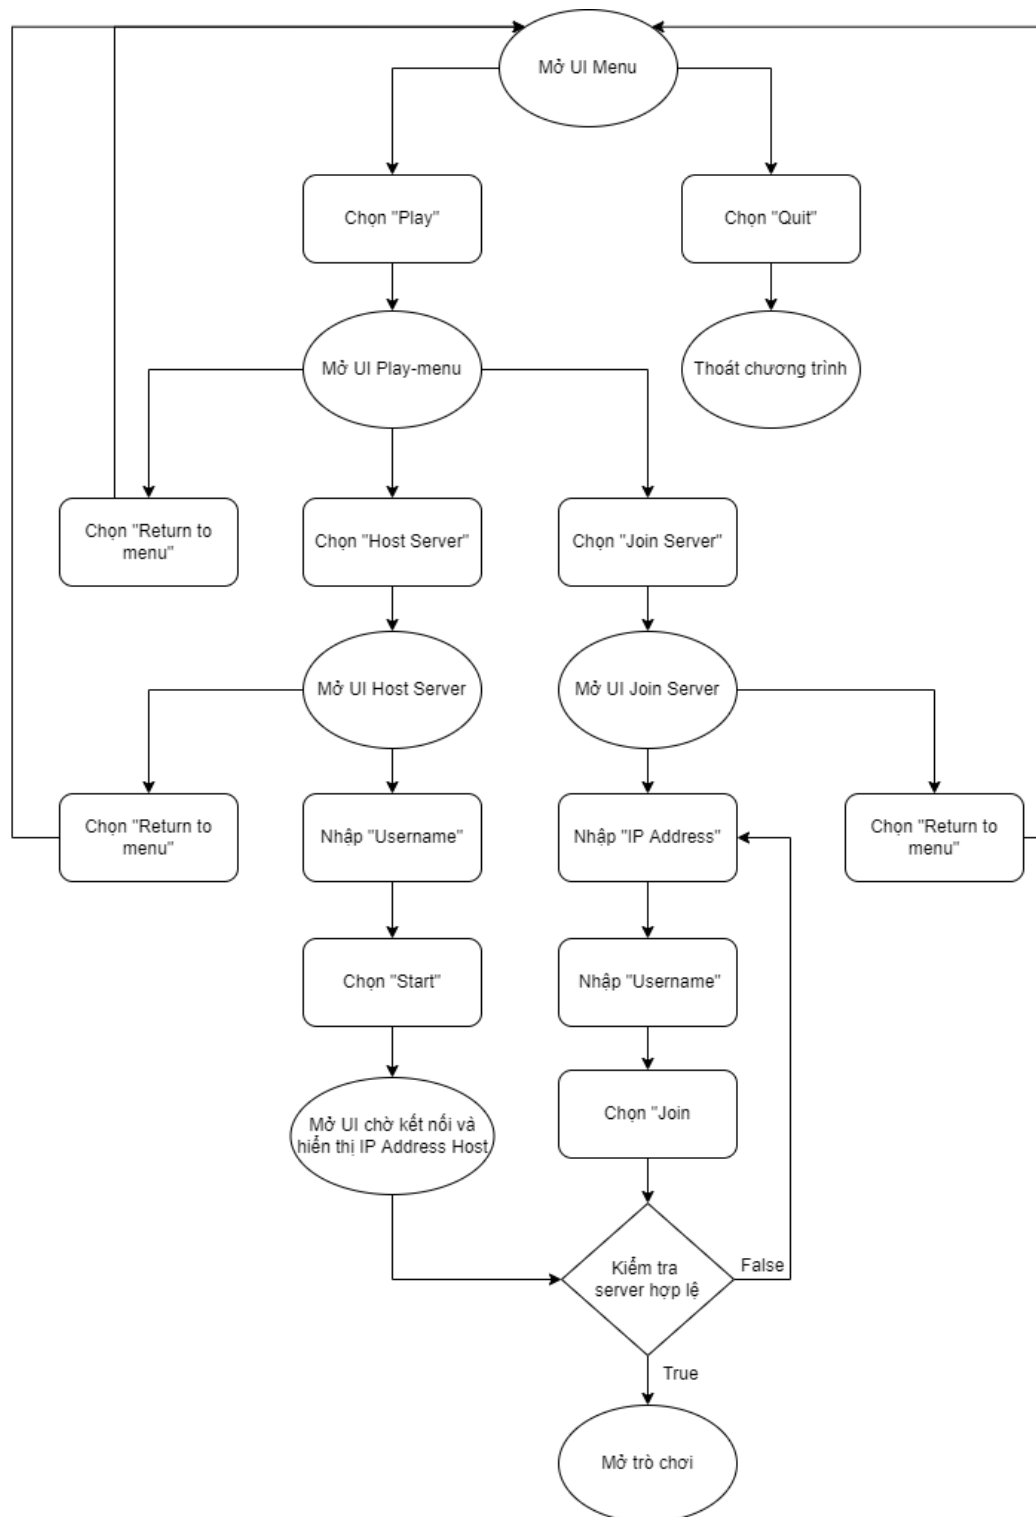 Mở UI Menu
Chọn "Play"
Chọn "Quit"
Mở UI Play-menu
Thoát chương trình
Chọn "Return to
menu"
Chọn "Host Server"
Chọn "Join Server"
Mở UI Host Server
Mở UI Join Server
Chọn "Return to
menu"
Nhập "Username"
Nhập "IP Address"
Chọn "Return to
menu"
Chọn "Start"
Nhập "Username"
Mở UI chờ kết nối và
hiển thị IP Address Host
Chọn "Join
Kiểm tra
server hợp lệ
False
True
Mở trò chơi